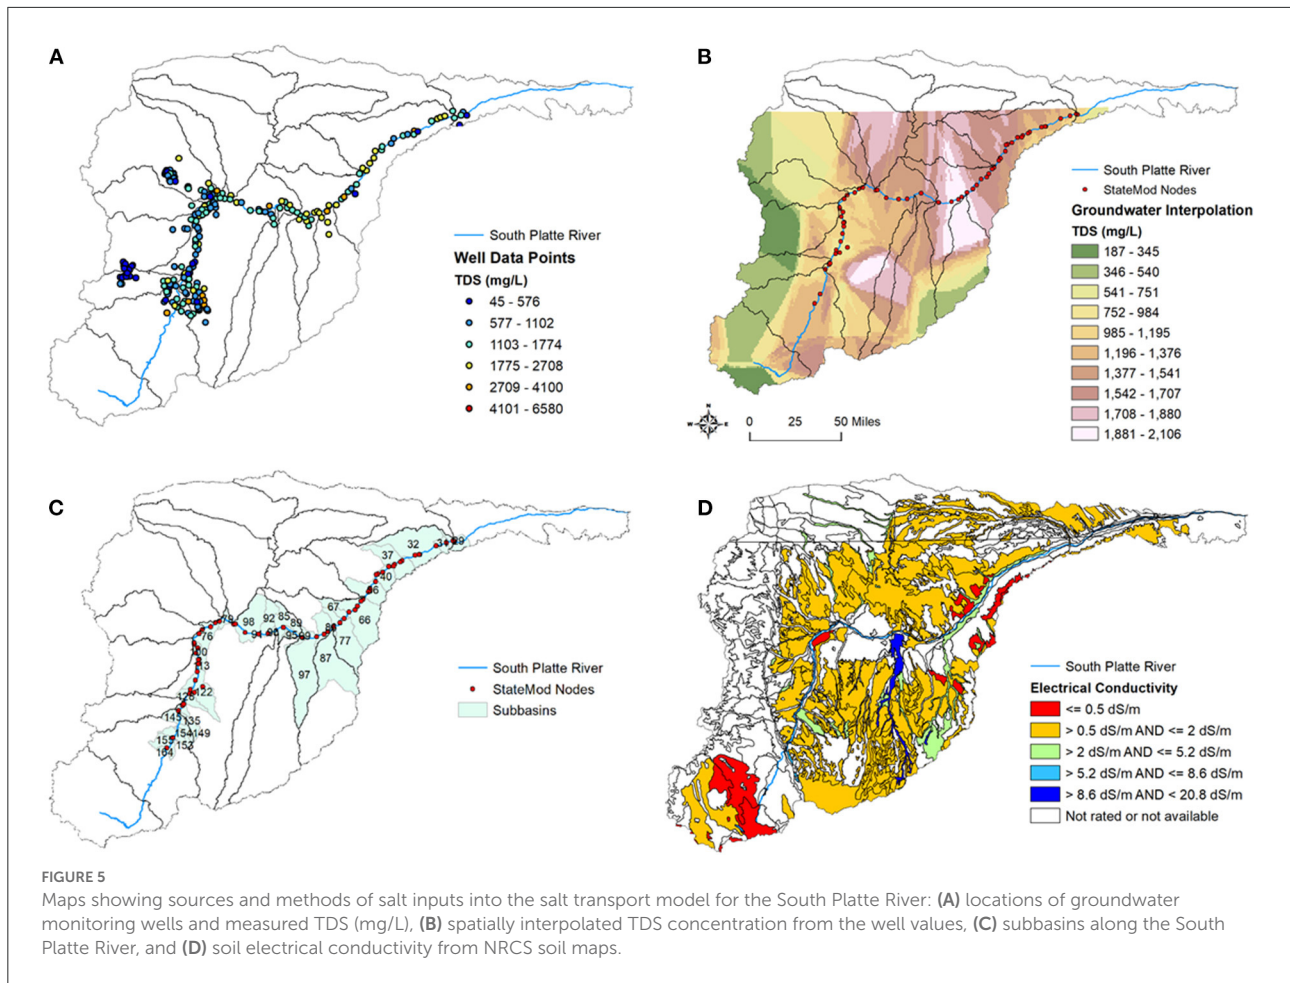 A
South Platte River
Well Data Points
TDS (mg/L)
45 - 576
577 - 1102
1103 - 1774
1775 - 2708
2709 - 4100
4101 - 6580
B
South Platte River
StateMod Nodes
Groundwater Interpolation
TDS (mg/L)
187 - 345
346 - 540
541 - 751
752 - 984
985 - 1,195
1,196 - 1,376
1,377 - 1,541
1,542 - 1,707
1,708 - 1,880
1,881 - 2,106
N
W E
S
0 25 50 Miles
C
32
37
40
67
66
98
92
85
89
76
77
87
97
122
135
149
153
South Platte River
StateMod Nodes
Subbasins
D
South Platte River
Electrical Conductivity
<= 0.5 dS/m
> 0.5 dS/m AND <= 2 dS/m
> 2 dS/m AND <= 5.2 dS/m
> 5.2 dS/m AND <= 8.6 dS/m
> 8.6 dS/m AND < 20.8 dS/m
Not rated or not available
FIGURE 5
Maps showing sources and methods of salt inputs into the salt transport model for the South Platte River: (A) locations of groundwater
monitoring wells and measured TDS (mg/L), (B) spatially interpolated TDS concentration from the well values, (C) subbasins along the South
Platte River, and (D) soil electrical conductivity from NRCS soil maps.